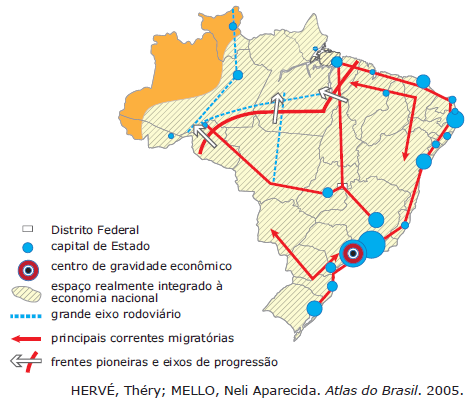 Distrito Federal
capital de Estado
centro de gravidade econômico
espaço realmente integrado à
economia nacional
grande eixo rodoviário
principais correntes migratórias
frentes pioneiras e eixos de progressão
HERVÉ, Théry; MELLO, Neli Aparecida. Atlas do Brasil. 2005.